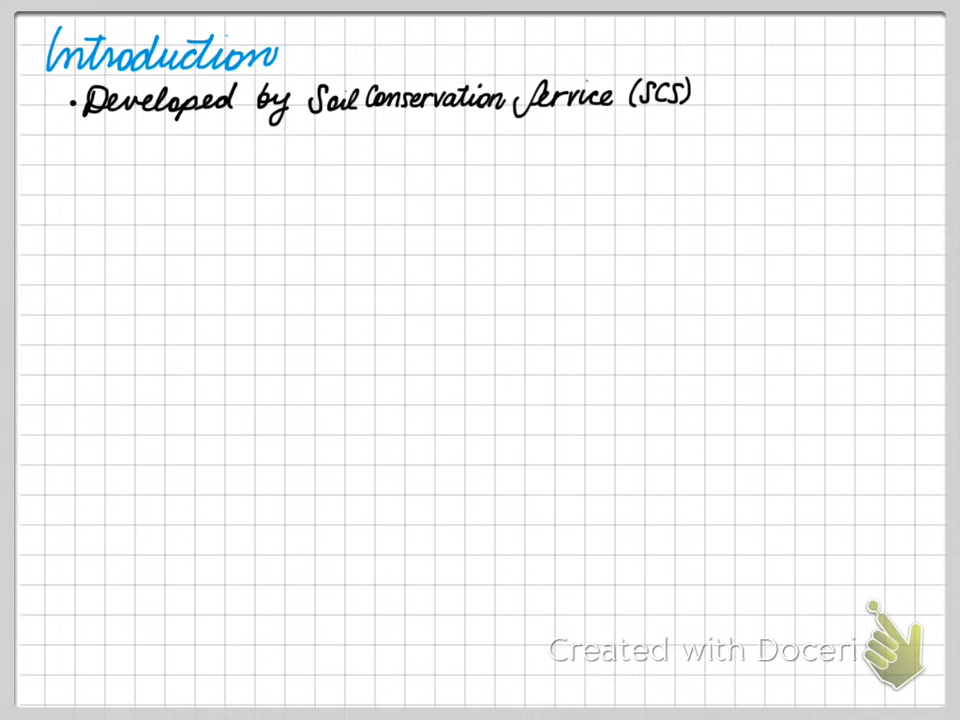 Introduction
• Developed by Soil Conservation Service (SCS)
Created with Doceri